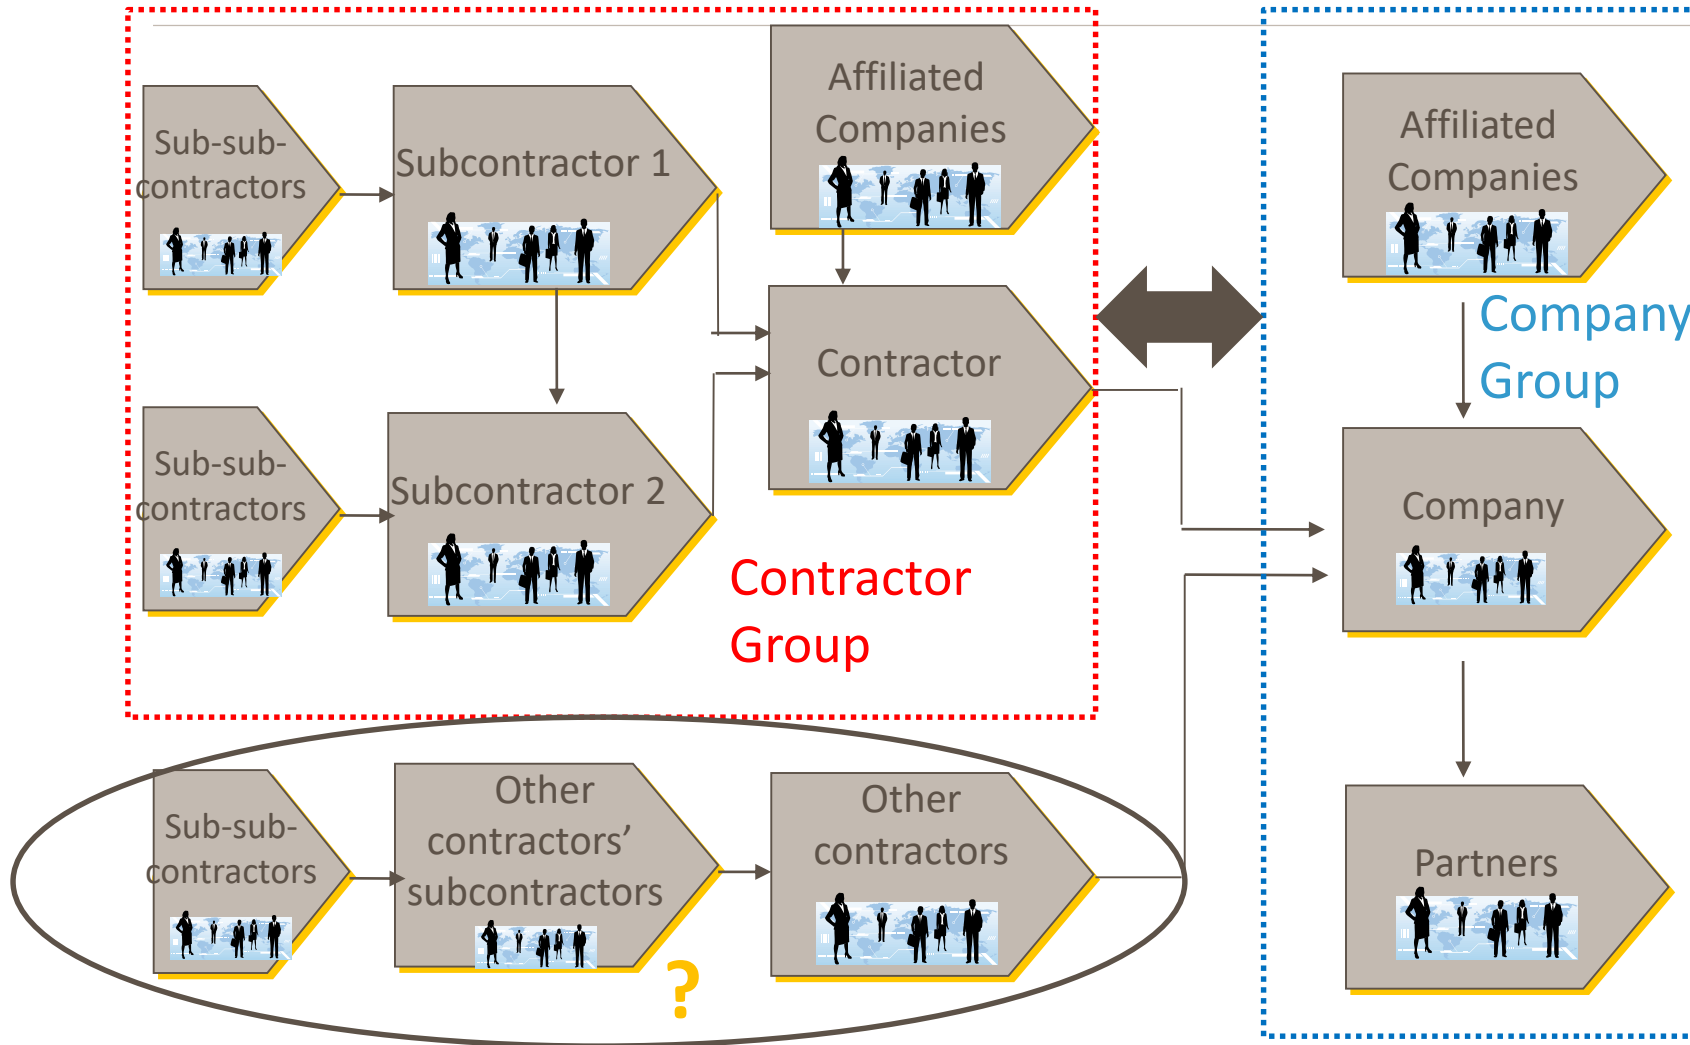 Affiliated
Companies
Sub-sub-
contractors
Subcontractor 1
Affiliated
Companies
Contractor
Company
Group
Sub-sub-
contractors
Subcontractor 2
Company
Contractor
Group
Sub-sub-
contractors
Other
contractors’
subcontractors
Other
contractors
Partners
?